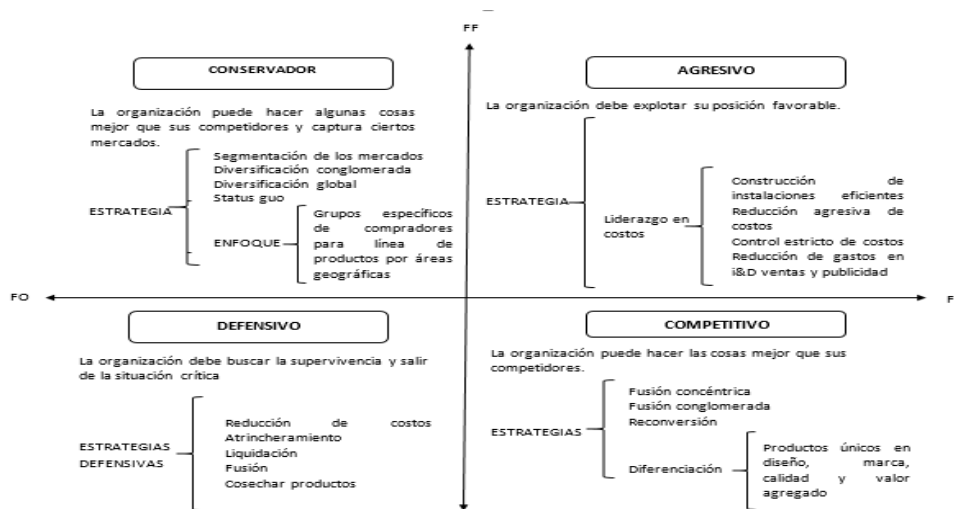 FF
CONSERVADOR
La organización puede hacer algunas cosas
mejor que sus competidores y captura ciertos
mercados.
ESTRATEGIA
Segmentación de los mercados
Diversificación conglomerada
Diversificación global
Status guo
ENFOQUE
Grupos específicos
de compradores
para línea de
productos por áreas
geográficas
AGRESIVO
La organización debe explotar su posición favorable.
ESTRATEGIA
Liderazgo en
costos
Construcción de
instalaciones eficientes
Reducción agresiva de
costos
Control estricto de costos
Reducción de gastos en
i&D ventas y publicidad
FO
F
DEFENSIVO
La organización debe buscar la supervivencia y salir
de la situación crítica
ESTRATEGIAS
DEFENSIVAS
Reducción de costos
Atrincheramiento
Liquidación
Fusión
Cosechar productos
COMPETITIVO
La organización puede hacer las cosas mejor que sus
competidores.
ESTRATEGIAS
Fusión concéntrica
Fusión conglomerada
Reconversión
Diferenciación
Productos únicos en
diseño, marca,
calidad y valor
agregado